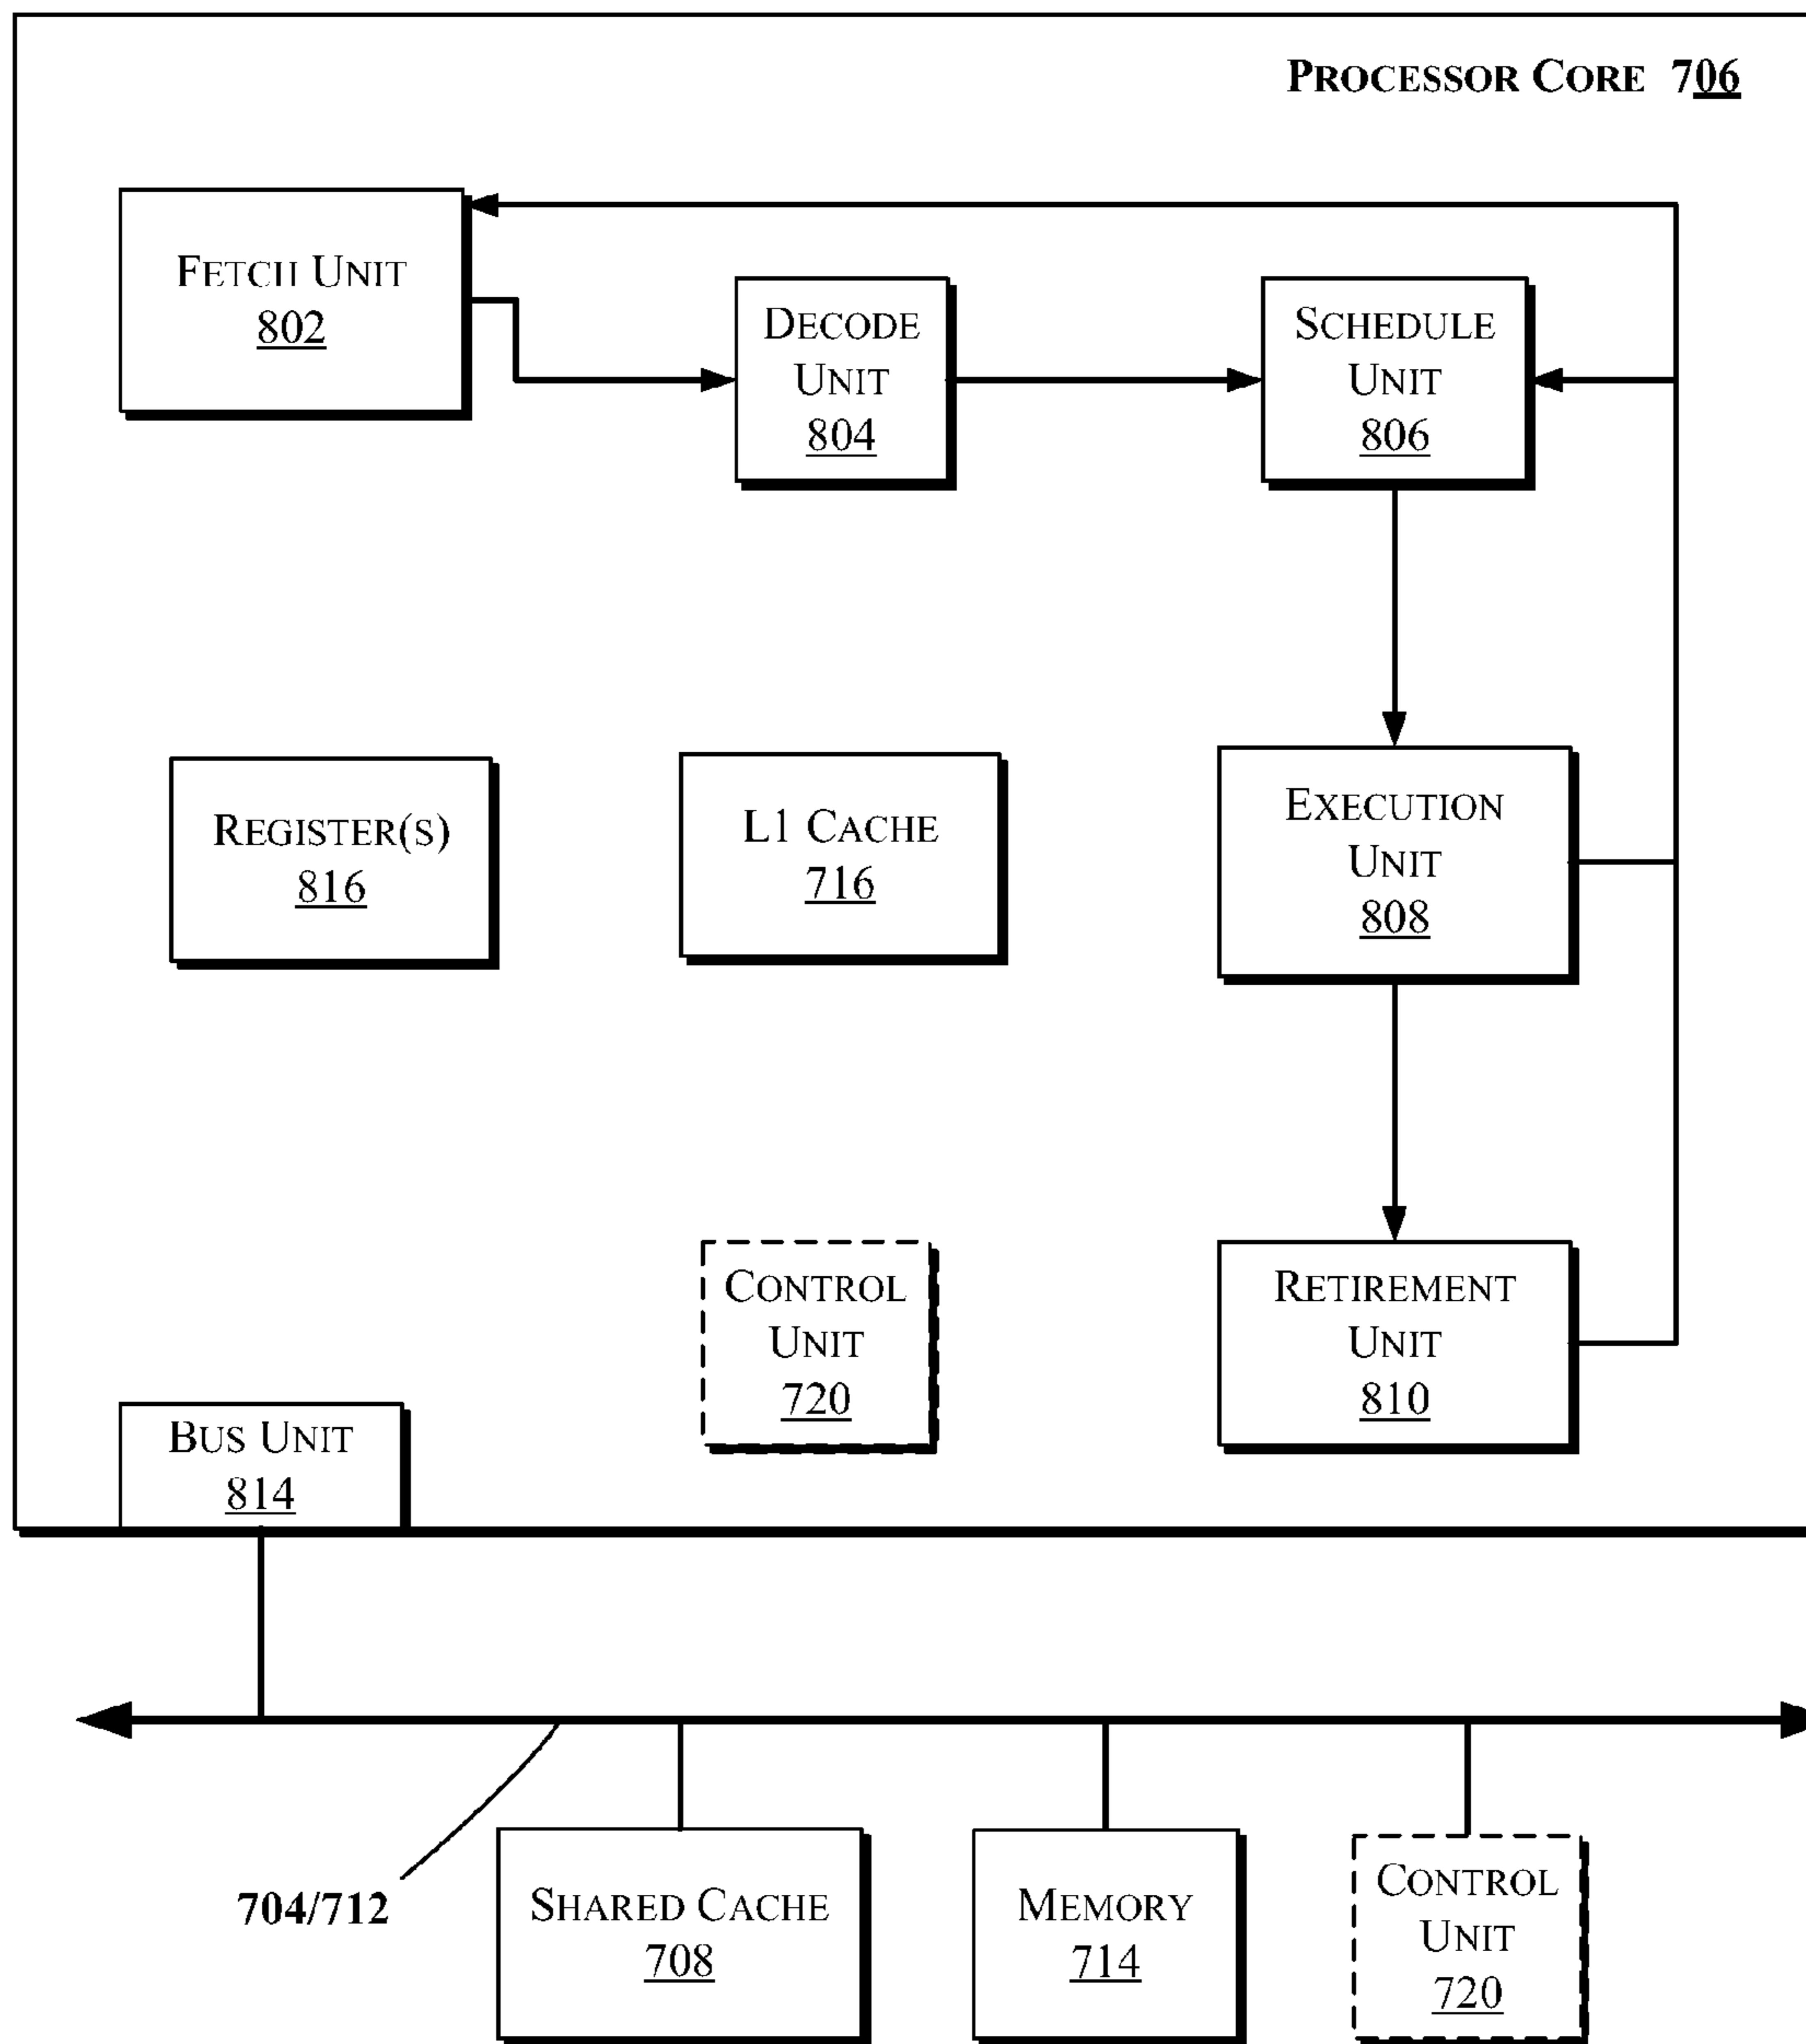 PROCESSOR CORE 706
FETCH UNIT
802
DECODE
UNIT
804
SCHEDULE
UNIT
806
REGISTER(S)
816
L1 CACHE
716
EXECUTION
UNIT
808
CONTROL
UNIT
720
RETIREMENT
UNIT
810
BUS UNIT
814
704/712
SHARED CACHE
708
MEMORY
714
CONTROL
UNIT
720